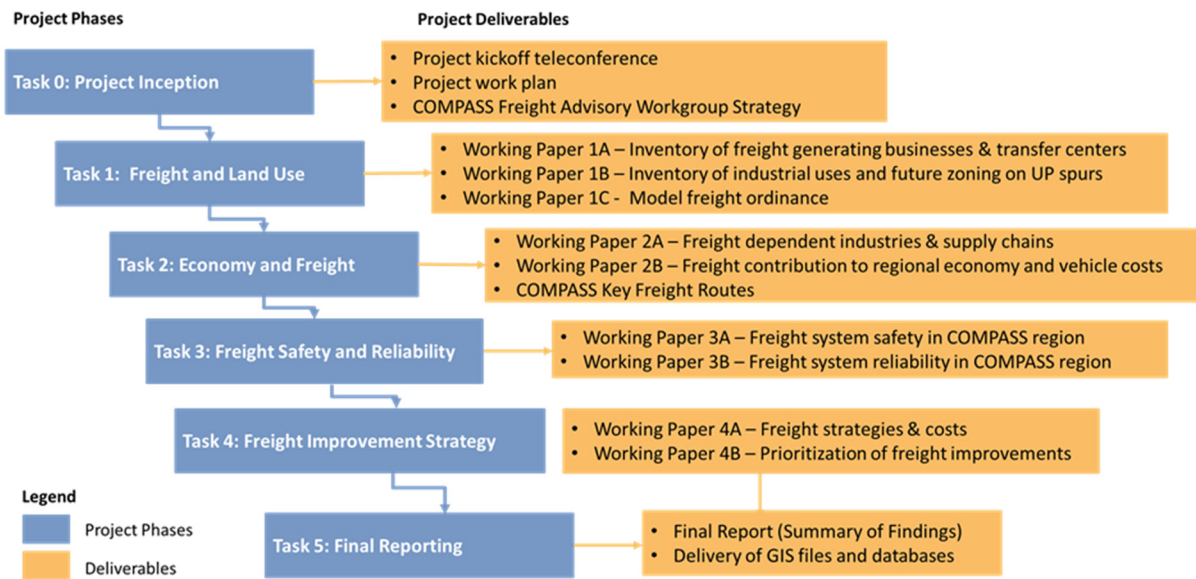 Project Phases
Project Deliverables
Task 0: Project Inception
• Project kickoff teleconference
• Project work plan
• COMPASS Freight Advisory Workgroup Strategy
Task 1:  Freight and Land Use
• Working Paper 1A – Inventory of freight generating businesses & transfer centers
• Working Paper 1B – Inventory of industrial uses and future zoning on UP spurs
• Working Paper 1C -  Model freight ordinance
Task 2: Economy and Freight
• Working Paper 2A – Freight dependent industries & supply chains
• Working Paper 2B – Freight contribution to regional economy and vehicle costs
• COMPASS Key Freight Routes
Task 3: Freight Safety and Reliability
• Working Paper 3A – Freight system safety in COMPASS region
• Working Paper 3B – Freight system reliability in COMPASS region
Task 4: Freight Improvement Strategy
• Working Paper 4A – Freight strategies & costs
• Working Paper 4B – Prioritization of freight improvements
Task 5: Final Reporting
• Final Report (Summary of Findings)
• Delivery of GIS files and databases
Legend
Project Phases
Deliverables